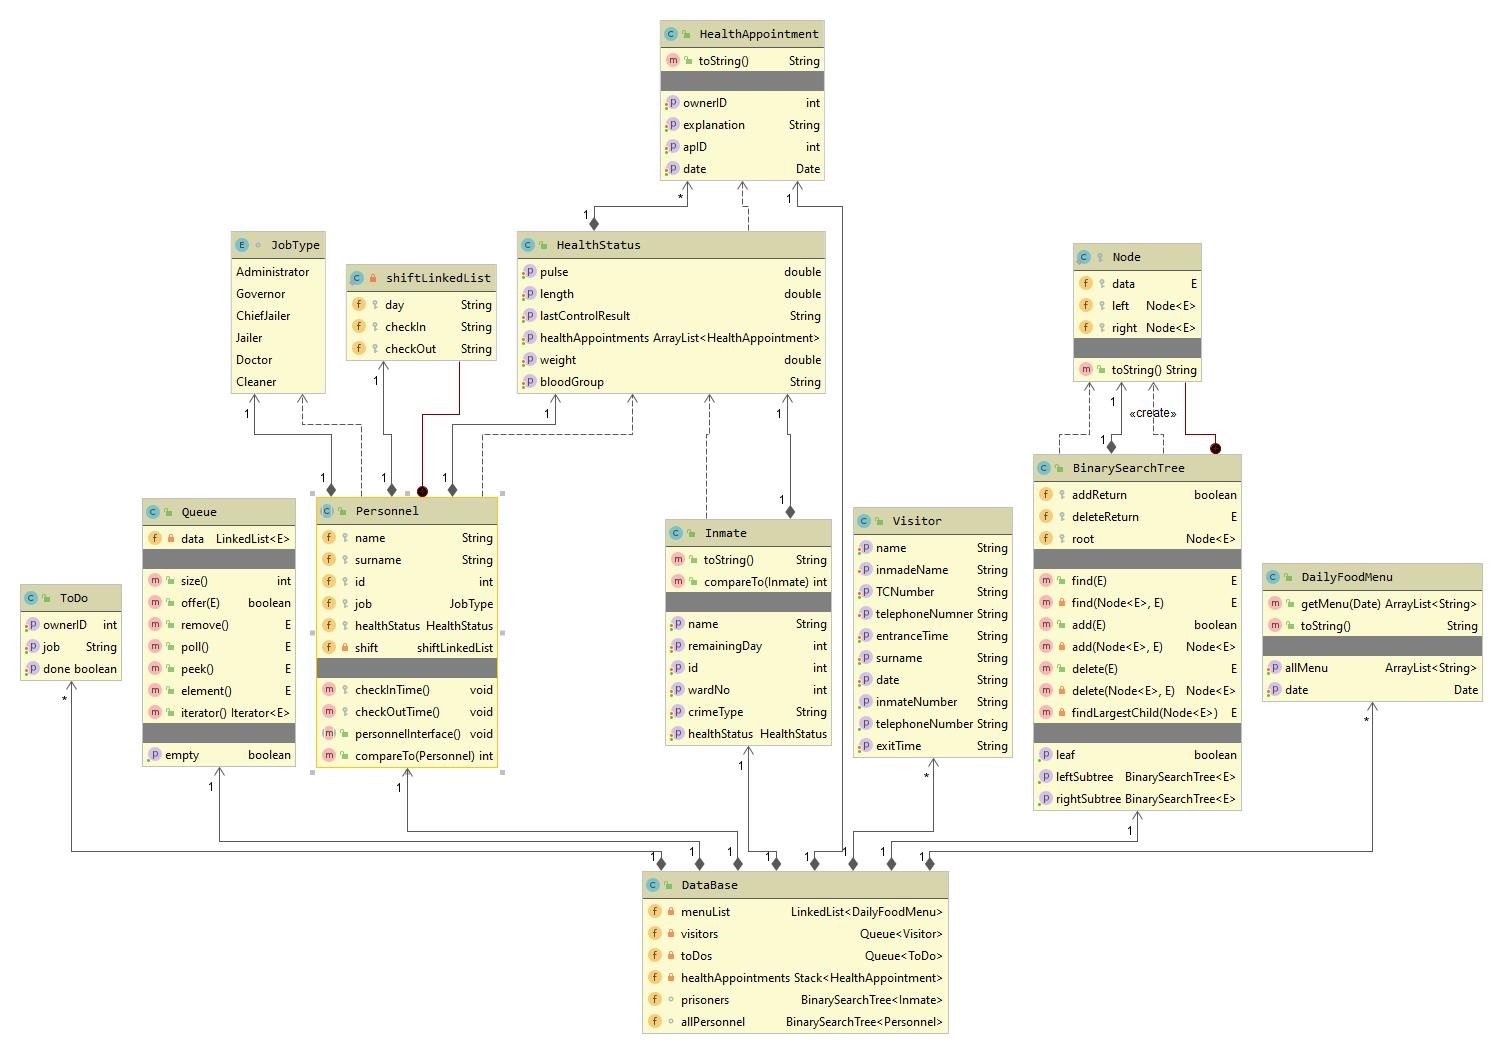 HealthAppointment
toString() String
ownerID int
explanation String
apID int
date Date
* 1
1
JobType
Administrator
Governor
ChiefJailer
Jailer
Doctor
Cleaner
shiftLinkedList
day String
checkIn String
checkOut String
HealthStatus
pulse double
length double
lastControlResult String
healthAppointments ArrayList<HealthAppointment>
weight double
bloodGroup String
Node
data E
left Node<E>
right Node<E>
toString() String
1
1 1 1 1
«create»
1
1 1 1 1
ToDo
ownerID int
job String
done boolean
Queue
data LinkedList<E>
size() int
offer(E) boolean
remove() E
poll() E
peek() E
element() E
iterator() Iterator<E>
empty boolean
Personnel
name String
surname String
id int
job JobType
healthStatus HealthStatus
shift shiftLinkedList
checkInTime() void
checkOutTime() void
personnelInterface() void
compareTo(Personnel) int
Inmate
toString() String
compareTo(Inmate) int
name String
remainingDay int
id int
wardNo int
crimeType String
healthStatus HealthStatus
Visitor
name String
inmadeName String
TCNumber String
telephoneNumner String
entranceTime String
surname String
date String
inmateNumber String
telephoneNumber String
exitTime String
BinarySearchTree
addReturn boolean
deleteReturn E
root Node<E>
find(E) E
find(Node<E>, E) E
add(E) boolean
add(Node<E>, E) Node<E>
delete(E) E
delete(Node<E>, E) Node<E>
findLargestChild(Node<E>) E
leaf boolean
leftSubtree BinarySearchTree<E>
rightSubtree BinarySearchTree<E>
DailyFoodMenu
getMenu(Date) ArrayList<String>
toString() String
allMenu ArrayList<String>
date Date
* 1 1 1 * 1 *
1 1 1 1 1 1 1 1
DataBase
menuList LinkedList<DailyFoodMenu>
visitors Queue<Visitor>
toDos Queue<ToDo>
healthAppointments Stack<HealthAppointment>
prisoners BinarySearchTree<Inmate>
allPersonnel BinarySearchTree<Personnel>